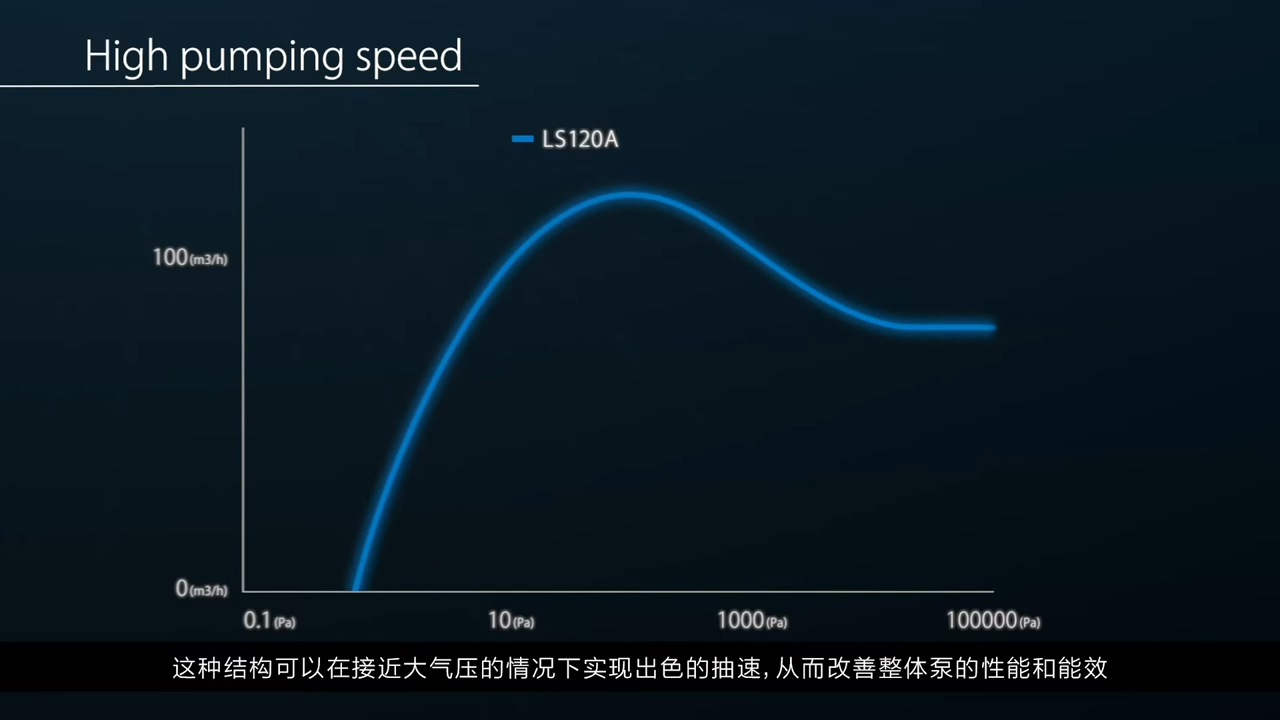 High pumping speed
LS120A
100(m3/h)
0(m3/h)
0.1(Pa) 10(Pa) 1000(Pa) 100000(Pa)
这种结构可以在接近大气压的情况下实现出色的抽速,从而改善整体泵的性能和能效